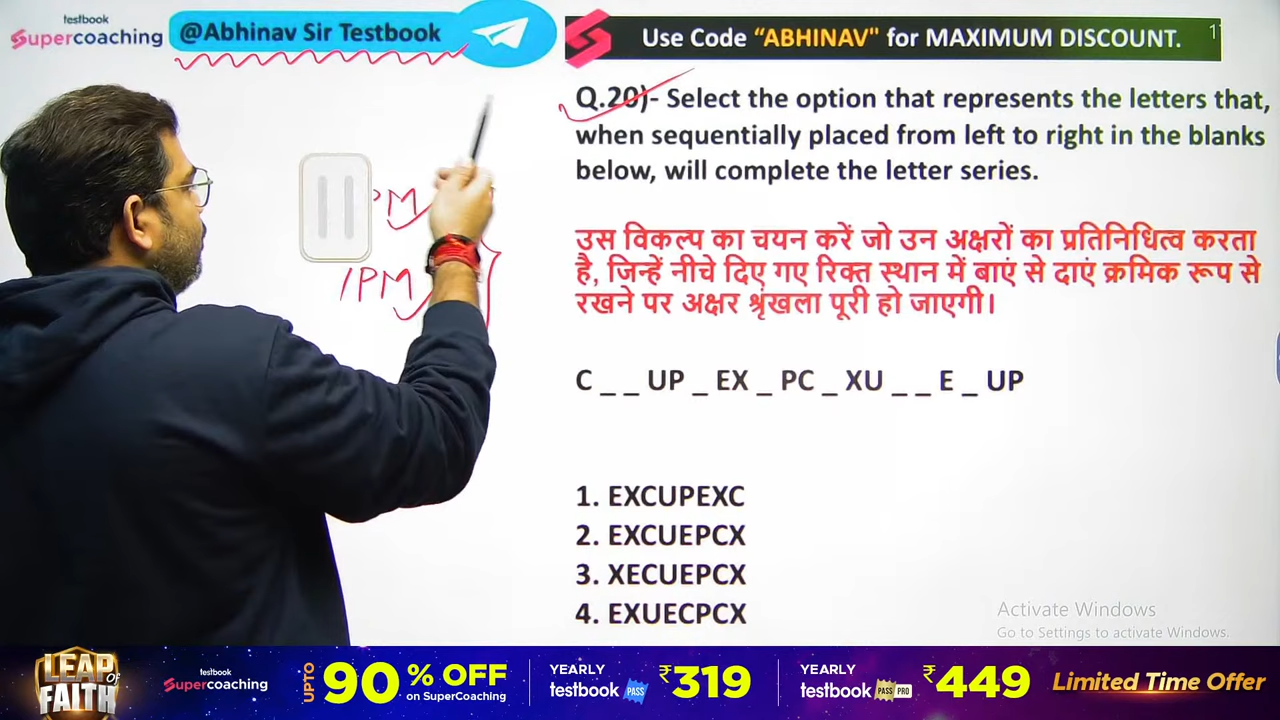 testbook
Supercoaching
@Abhinav Sir Testbook
Use Code “ABHINAV" for MAXIMUM DISCOUNT.
Q.20)- Select the option that represents the letters that,
when sequentially placed from left to right in the blanks
below, will complete the letter series.
PM
1PM
उस विकल्प का चयन करें जो उन अक्षरों का प्रतिनिधित्व करता
है, जिन्हें नीचे दिए गए रिक्त स्थान में बाएं से दाएं क्रमिक रूप से
रखने पर अक्षर श्रृंखला पूरी हो जाएगी।
C _ _ UP _ EX _ PC _ XU _ _ E _ UP
1. EXCUPEXC
2. EXCUEPCX
3. XECUEPCX
4. EXUECPCX
Activate Windows
Go to Settings to activate Windows.
LEAP OF FAITH
testbook
Supercoaching
UPTO 90 % OFF
on SuperCoaching
YEARLY
testbook PASS
₹319
YEARLY
testbook PASS PRO
₹449
Limited Time Offer